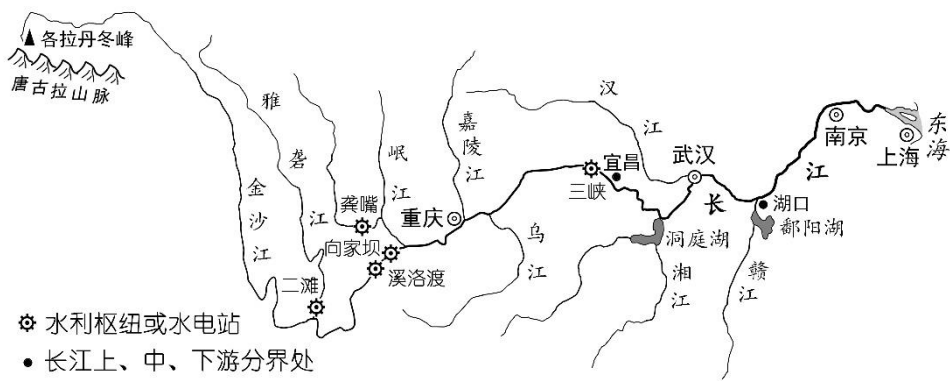 各拉丹冬峰
唐古拉山脉
雅砻江
金沙江
岷江
嘉陵江
汉江
龚嘴
重庆
向家坝
溪洛渡
二滩
乌江
三峡
宜昌
武汉
长江
洞庭湖
湘江
湖口
鄱阳湖
赣江
南京
上海
东海
水利枢纽或水电站
长江上、中、下游分界处